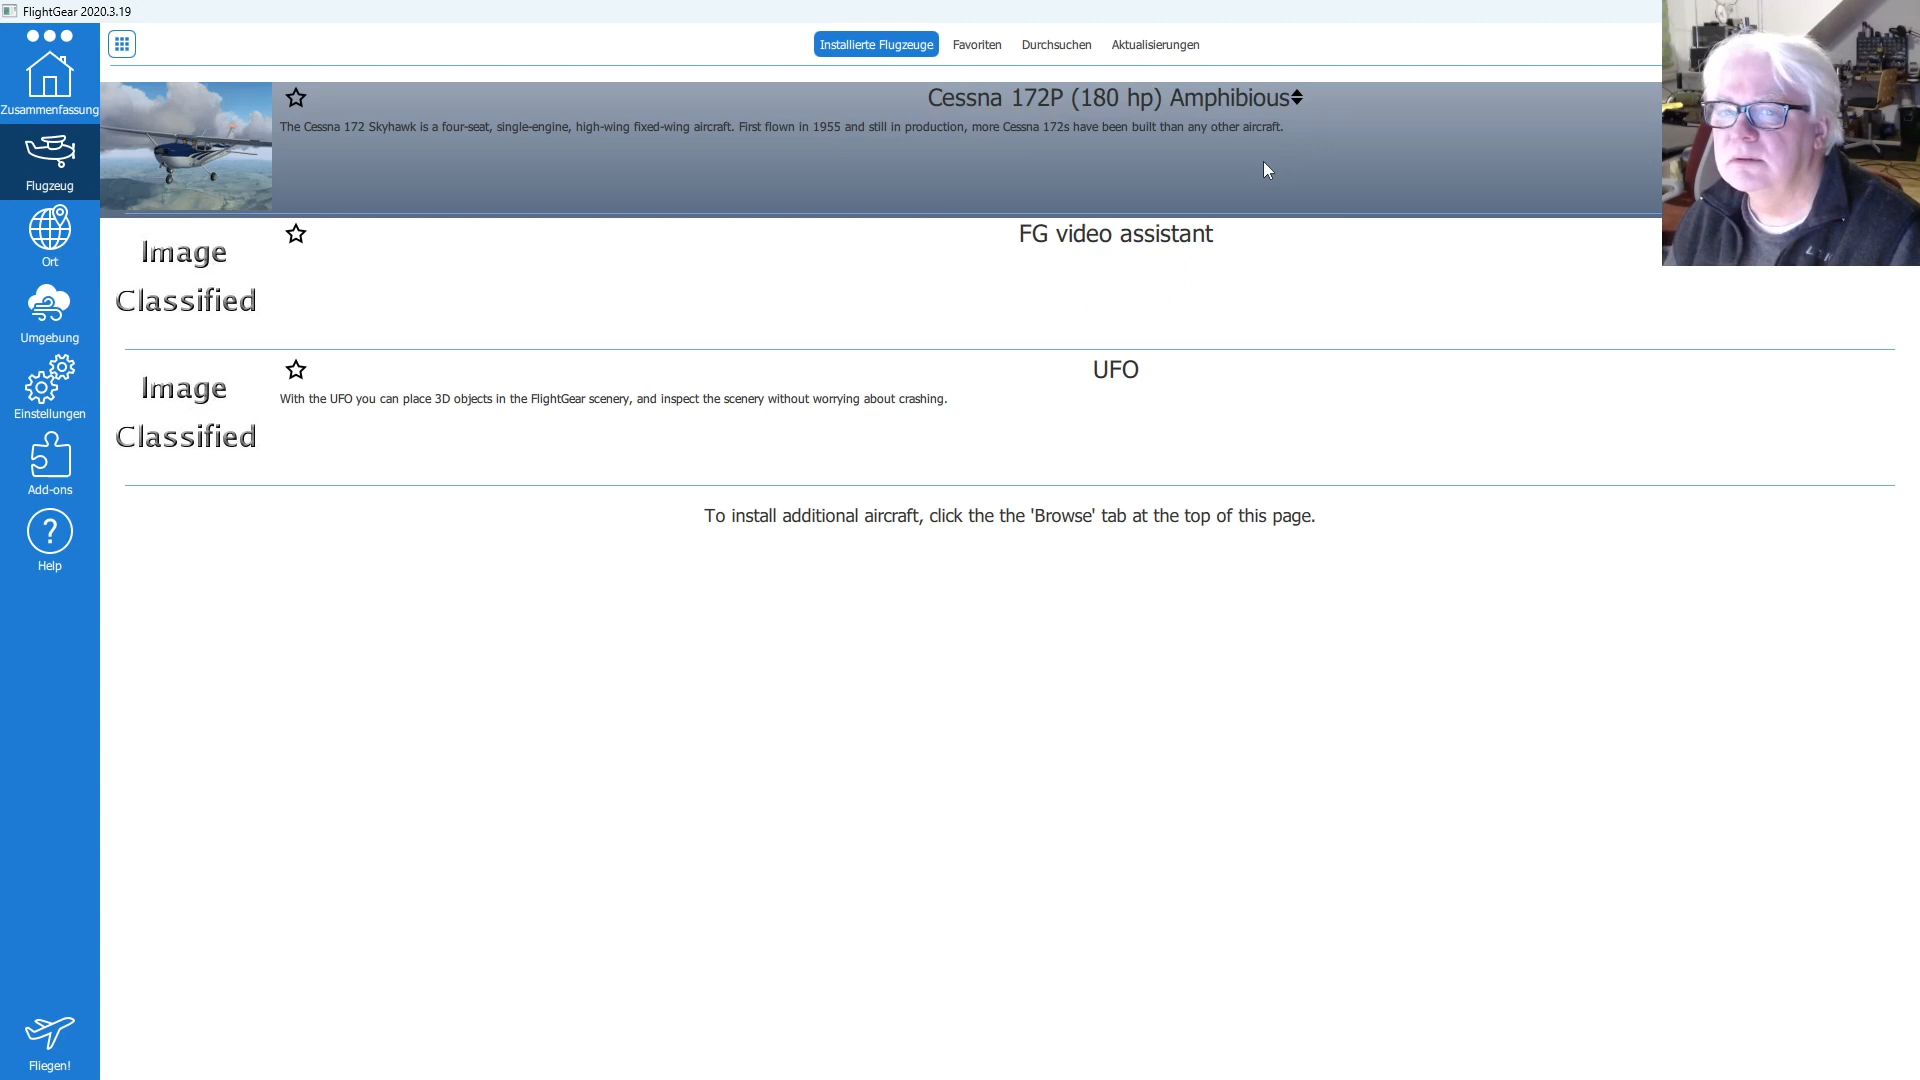 FlightGear 2020.3.19
Installierte Flugzeuge Favoriten Durchsuchen Aktualisierungen
Zusammenfassung
Flugzeug
Ort
Umgebung
Einstellungen
Add-ons
Help
Fliegen!
Cessna 172P (180 hp) Amphibious
The Cessna 172 Skyhawk is a four-seat, single-engine, high-wing fixed-wing aircraft. First flown in 1955 and still in production, more Cessna 172s have been built than any other aircraft.
Image
Classified
FG video assistant
Image
Classified
UFO
With the UFO you can place 3D objects in the FlightGear scenery, and inspect the scenery without worrying about crashing.
To install additional aircraft, click the the 'Browse' tab at the top of this page.